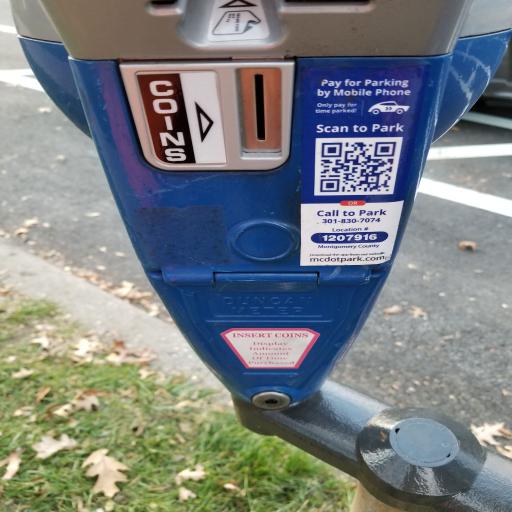 COINS
Pay for Parking
by Mobile Phone
Only pay for
time parked!
Scan to Park
OR
Call to Park
301-830-7074
Location #
1207916
Montgomery County
mcdotpark.com
DUNCAN
INSERT COINS
Display
Indicates
Amount
Of Time
Purchased